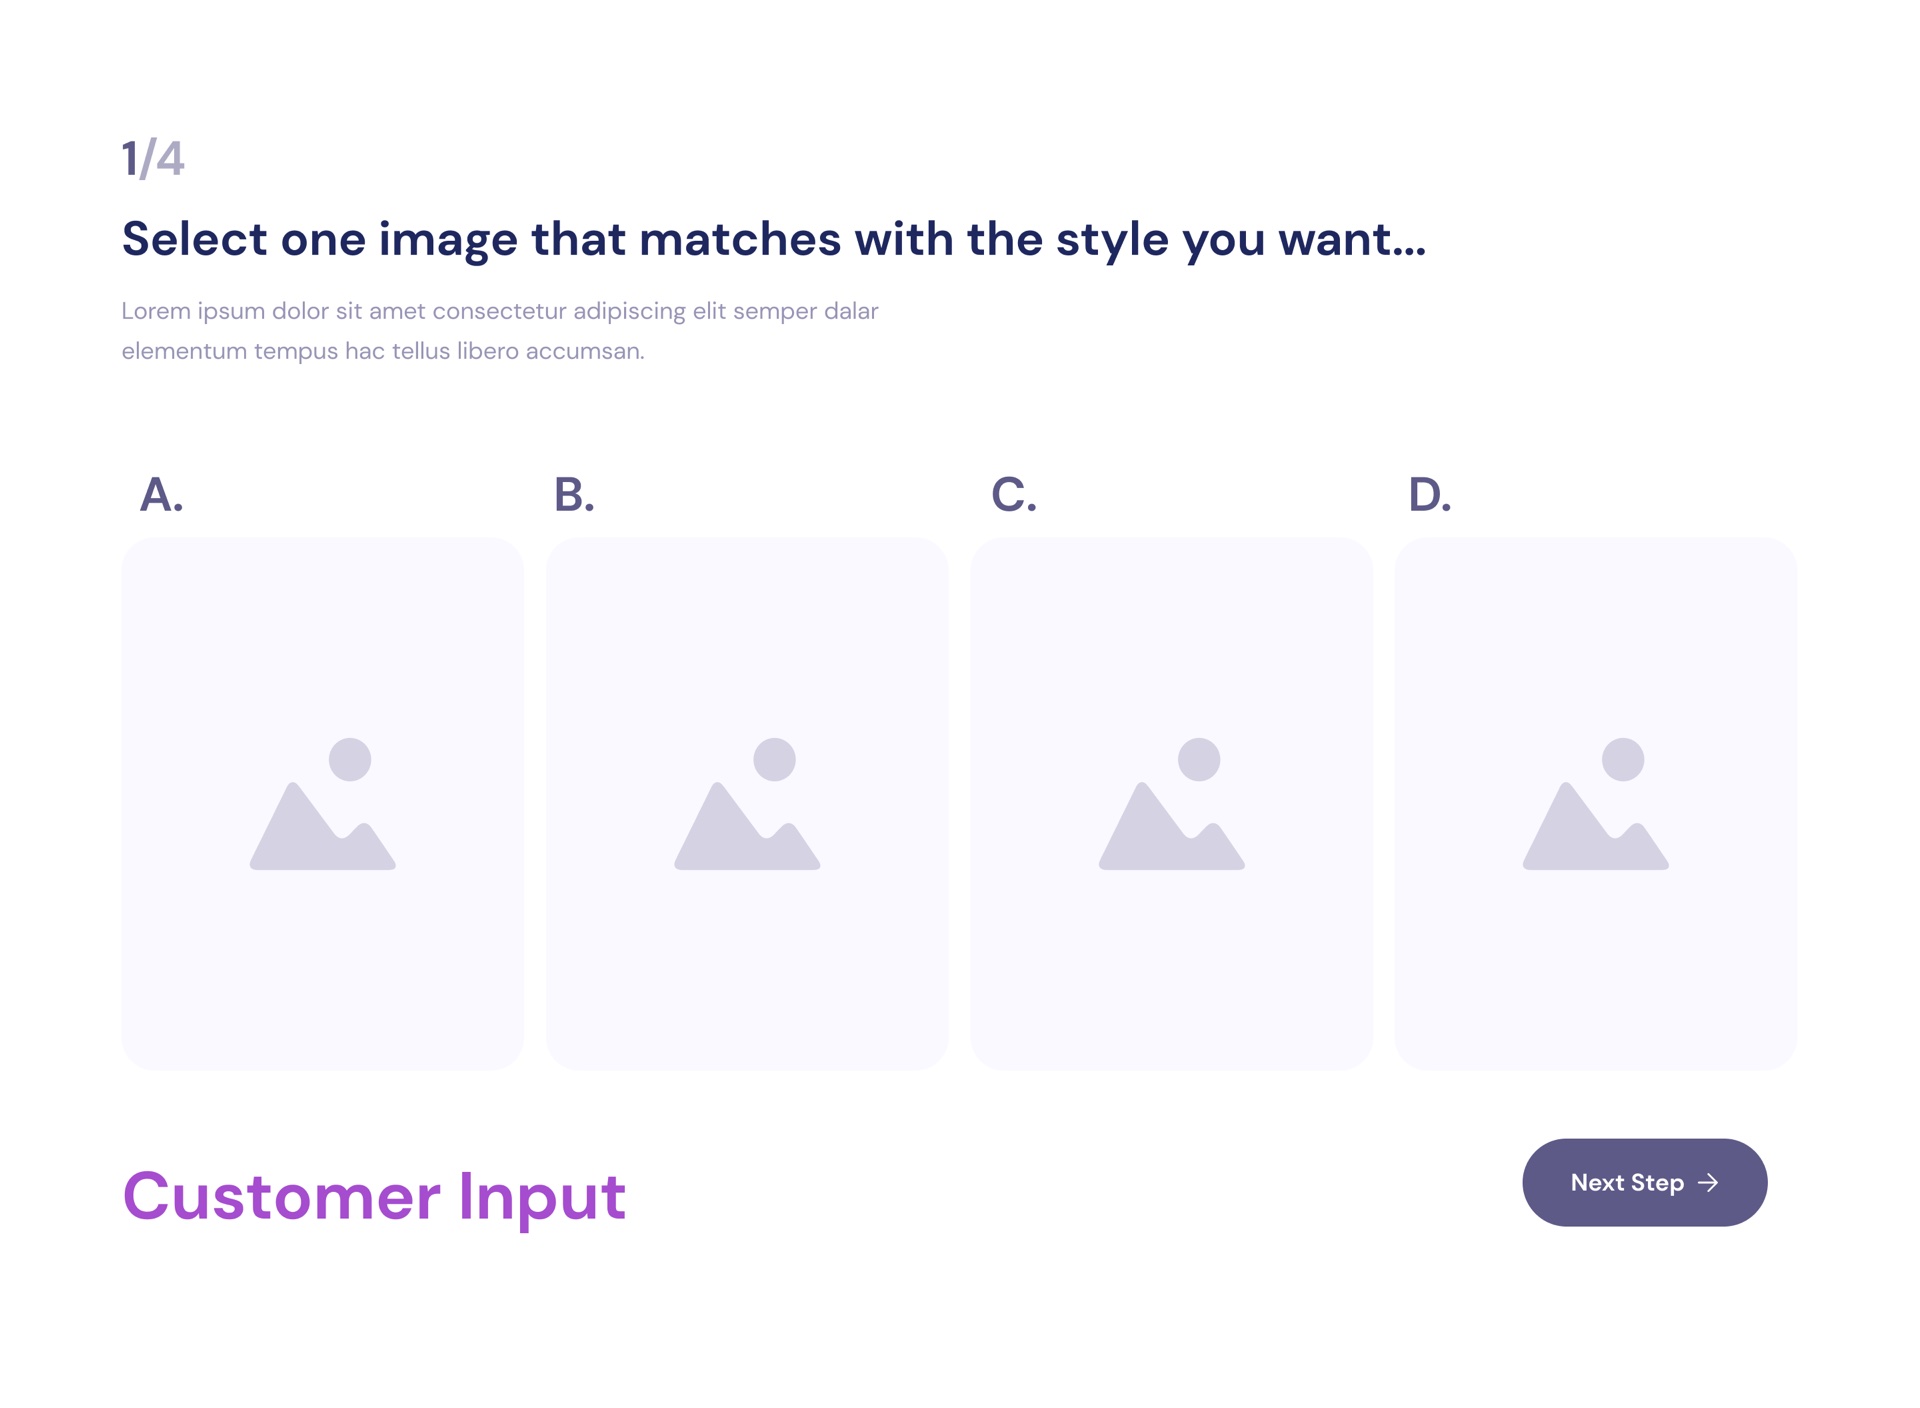 1/4
Select one image that matches with the style you want...
Lorem ipsum dolor sit amet consectetur adipiscing elit semper dalar
elementum tempus hac tellus libero accumsan.
A.
B.
C.
D.
Customer Input
Next Step →